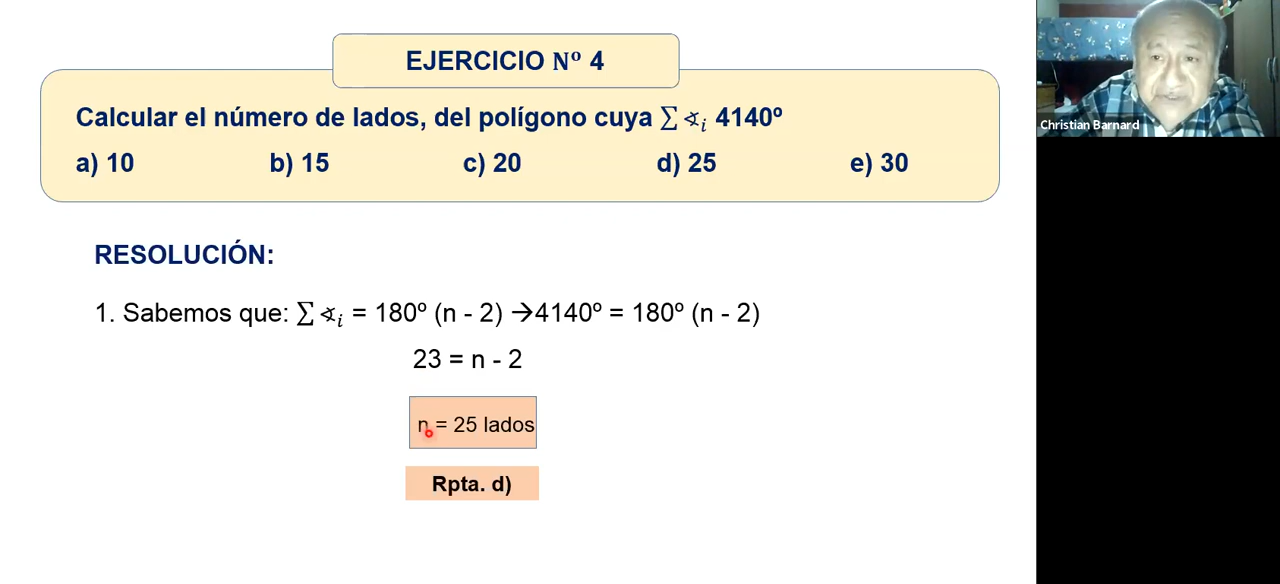 EJERCICIO Nº 4
Calcular el número de lados, del polígono cuya ∑∢ᵢ 4140º
a) 10 b) 15 c) 20 d) 25 e) 30
RESOLUCIÓN:
1. Sabemos que: ∑∢ᵢ = 180º (n - 2) →4140º = 180º (n - 2)
23 = n - 2
n = 25 lados
Rpta. d)
Christian Barnard